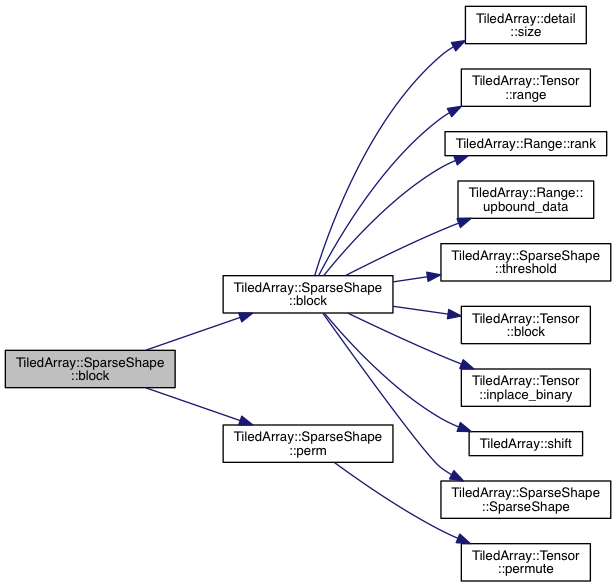 TiledArray::SparseShape
::block
TiledArray::SparseShape
::block
TiledArray::SparseShape
::perm
TiledArray::detail
::size
TiledArray::Tensor
::range
TiledArray::Range::rank
TiledArray::Range::
upbound_data
TiledArray::SparseShape
::threshold
TiledArray::Tensor
::block
TiledArray::Tensor
::inplace_binary
TiledArray::shift
TiledArray::SparseShape
::SparseShape
TiledArray::Tensor
::permute